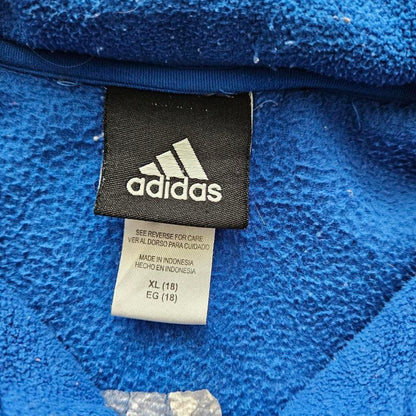 adidas
SEE REVERSE FOR CARE
VER AL DORSO PARA CUIDADO
MADE IN INDONESIA
HECHO EN INDONESIA
XL (18)
EG (18)